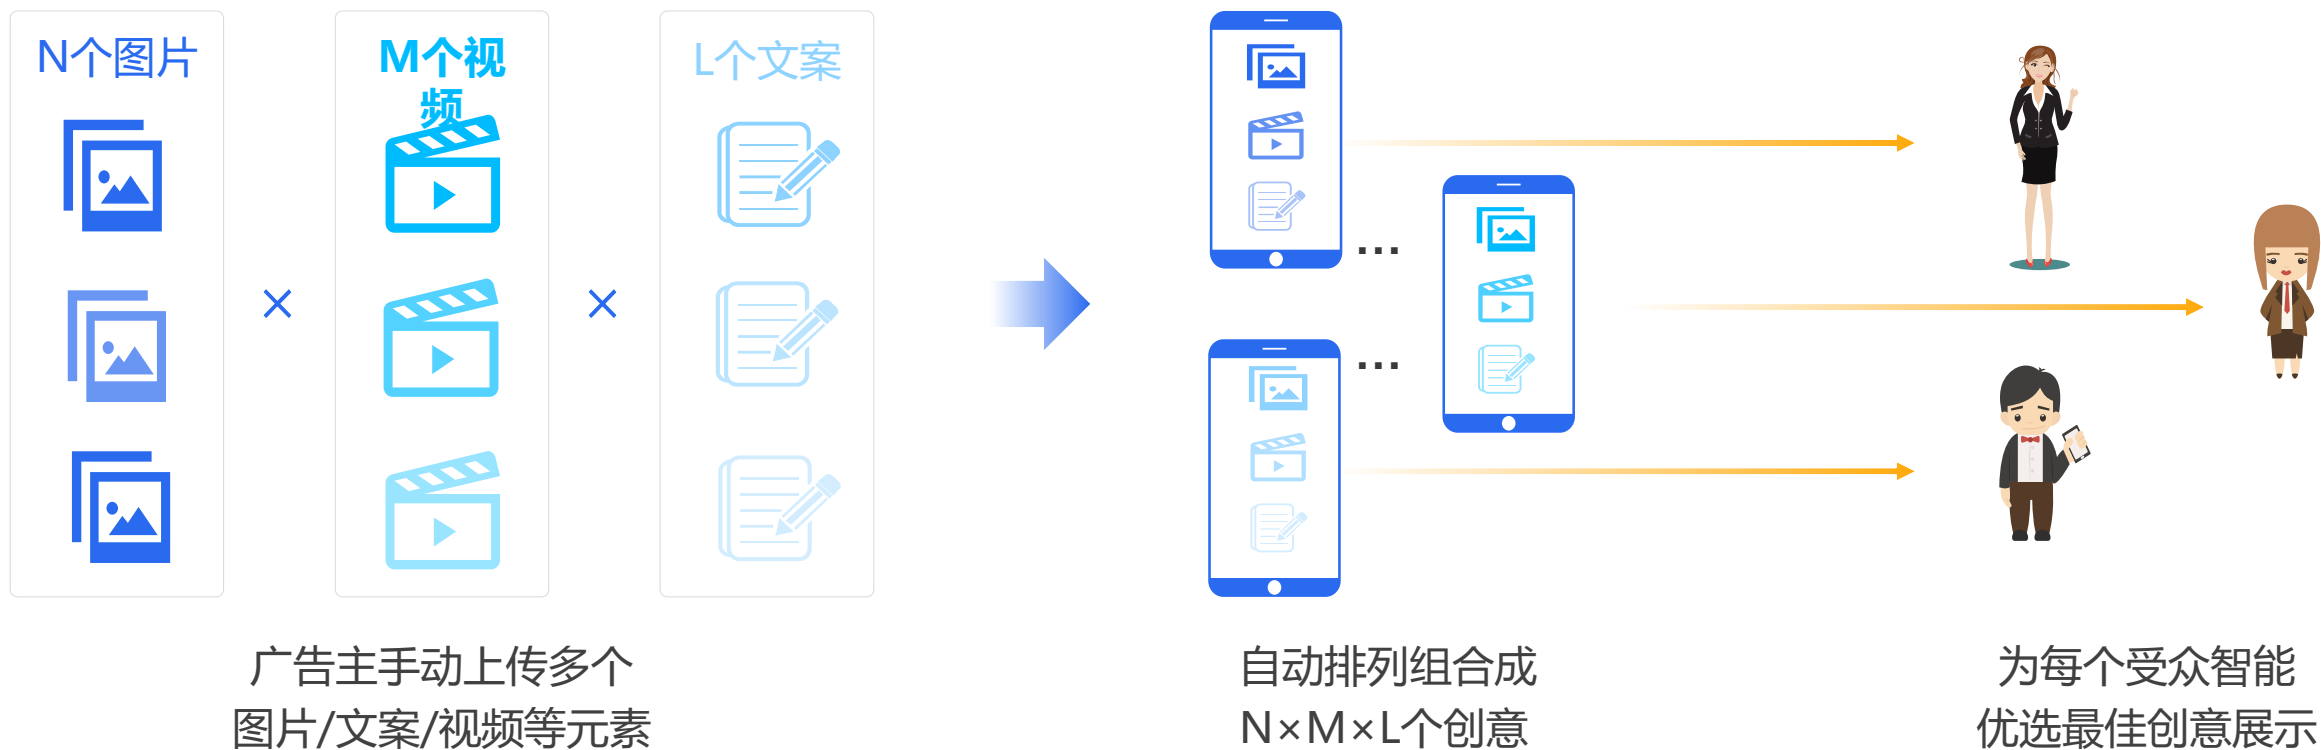 N个图片
M个视
频
L个文案
×
×
...
...
广告主手动上传多个
图片/文案/视频等元素
自动排列组合成
N×M×L个创意
为每个受众智能
优选最佳创意展示